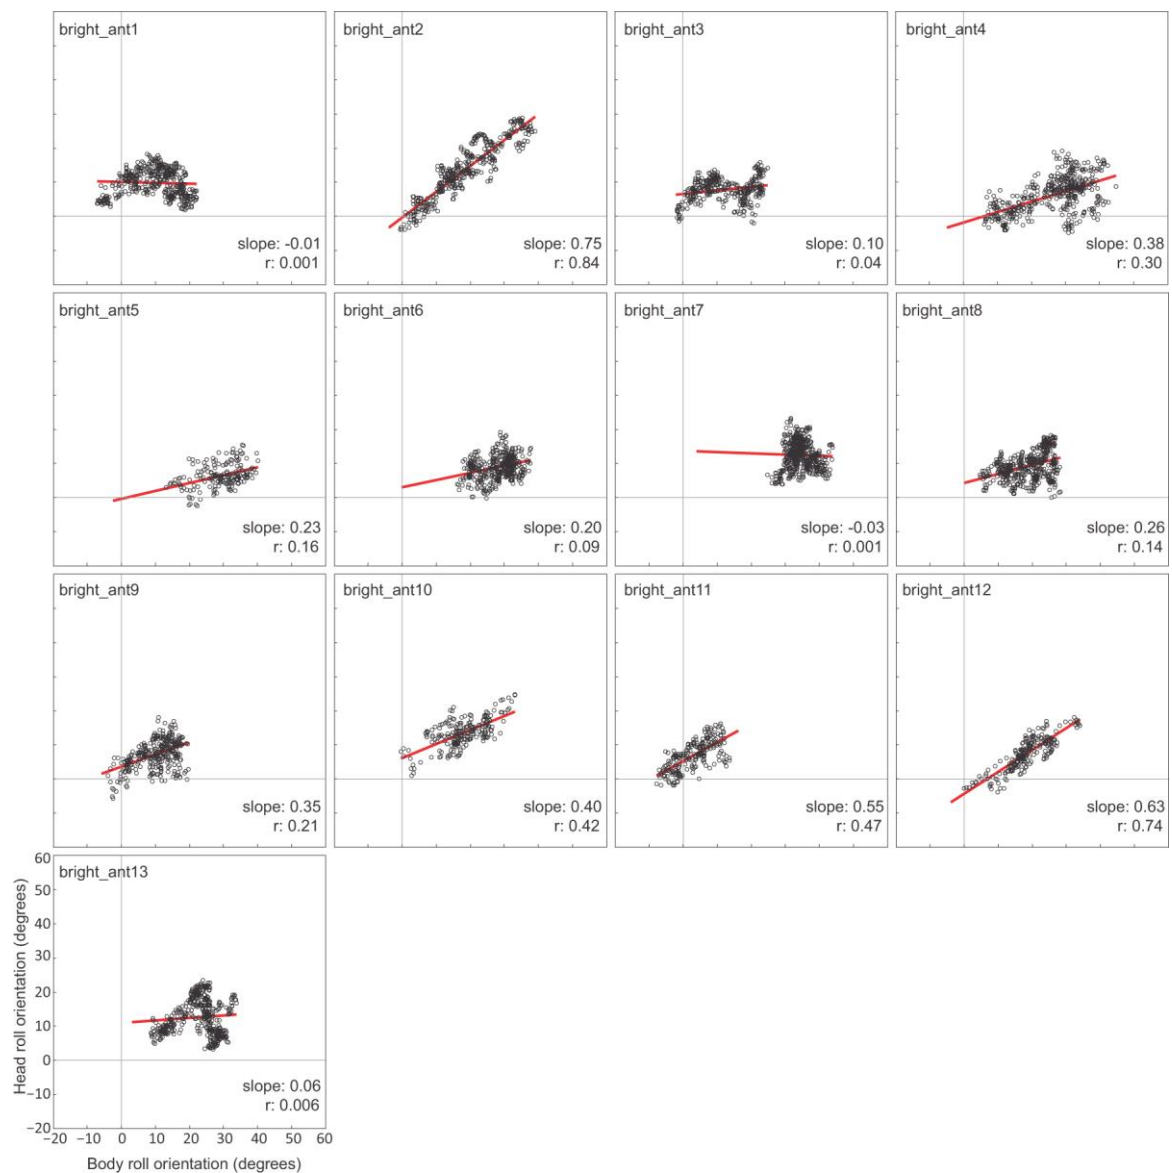 bright_ant1
slope: -0.01
r: 0.001
bright_ant2
slope: 0.75
r: 0.84
bright_ant3
slope: 0.10
r: 0.04
bright_ant4
slope: 0.38
r: 0.30
bright_ant5
slope: 0.23
r: 0.16
bright_ant6
slope: 0.20
r: 0.09
bright_ant7
slope: -0.03
r: 0.001
bright_ant8
slope: 0.26
r: 0.14
bright_ant9
slope: 0.35
r: 0.21
bright_ant10
slope: 0.40
r: 0.42
bright_ant11
slope: 0.55
r: 0.47
bright_ant12
slope: 0.63
r: 0.74
bright_ant13
slope: 0.06
r: 0.006
Head roll orientation (degrees)
60
50
40
30
20
10
0
−10
−20
−20 −10 0 10 20 30 40 50 60
Body roll orientation (degrees)